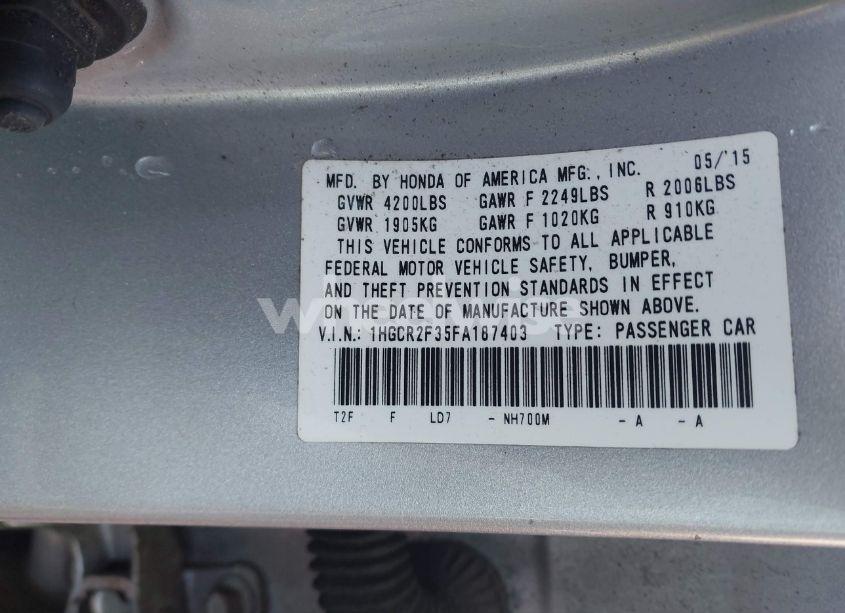 MFD. BY HONDA OF AMERICA MFG., INC. 05/'15
GVWR 4200LBS GAWR F 2249LBS R 2006LBS
GVWR 1905KG GAWR F 1020KG R 910KG
THIS VEHICLE CONFORMS TO ALL APPLICABLE
FEDERAL MOTOR VEHICLE SAFETY, BUMPER,
AND THEFT PREVENTION STANDARDS IN EFFECT
ON THE DATE OF MANUFACTURE SHOWN ABOVE.
V.I.N.: 1HGCR2F35FA187403 TYPE: PASSENGER CAR
T2F F LD7 - NH700M - A - A